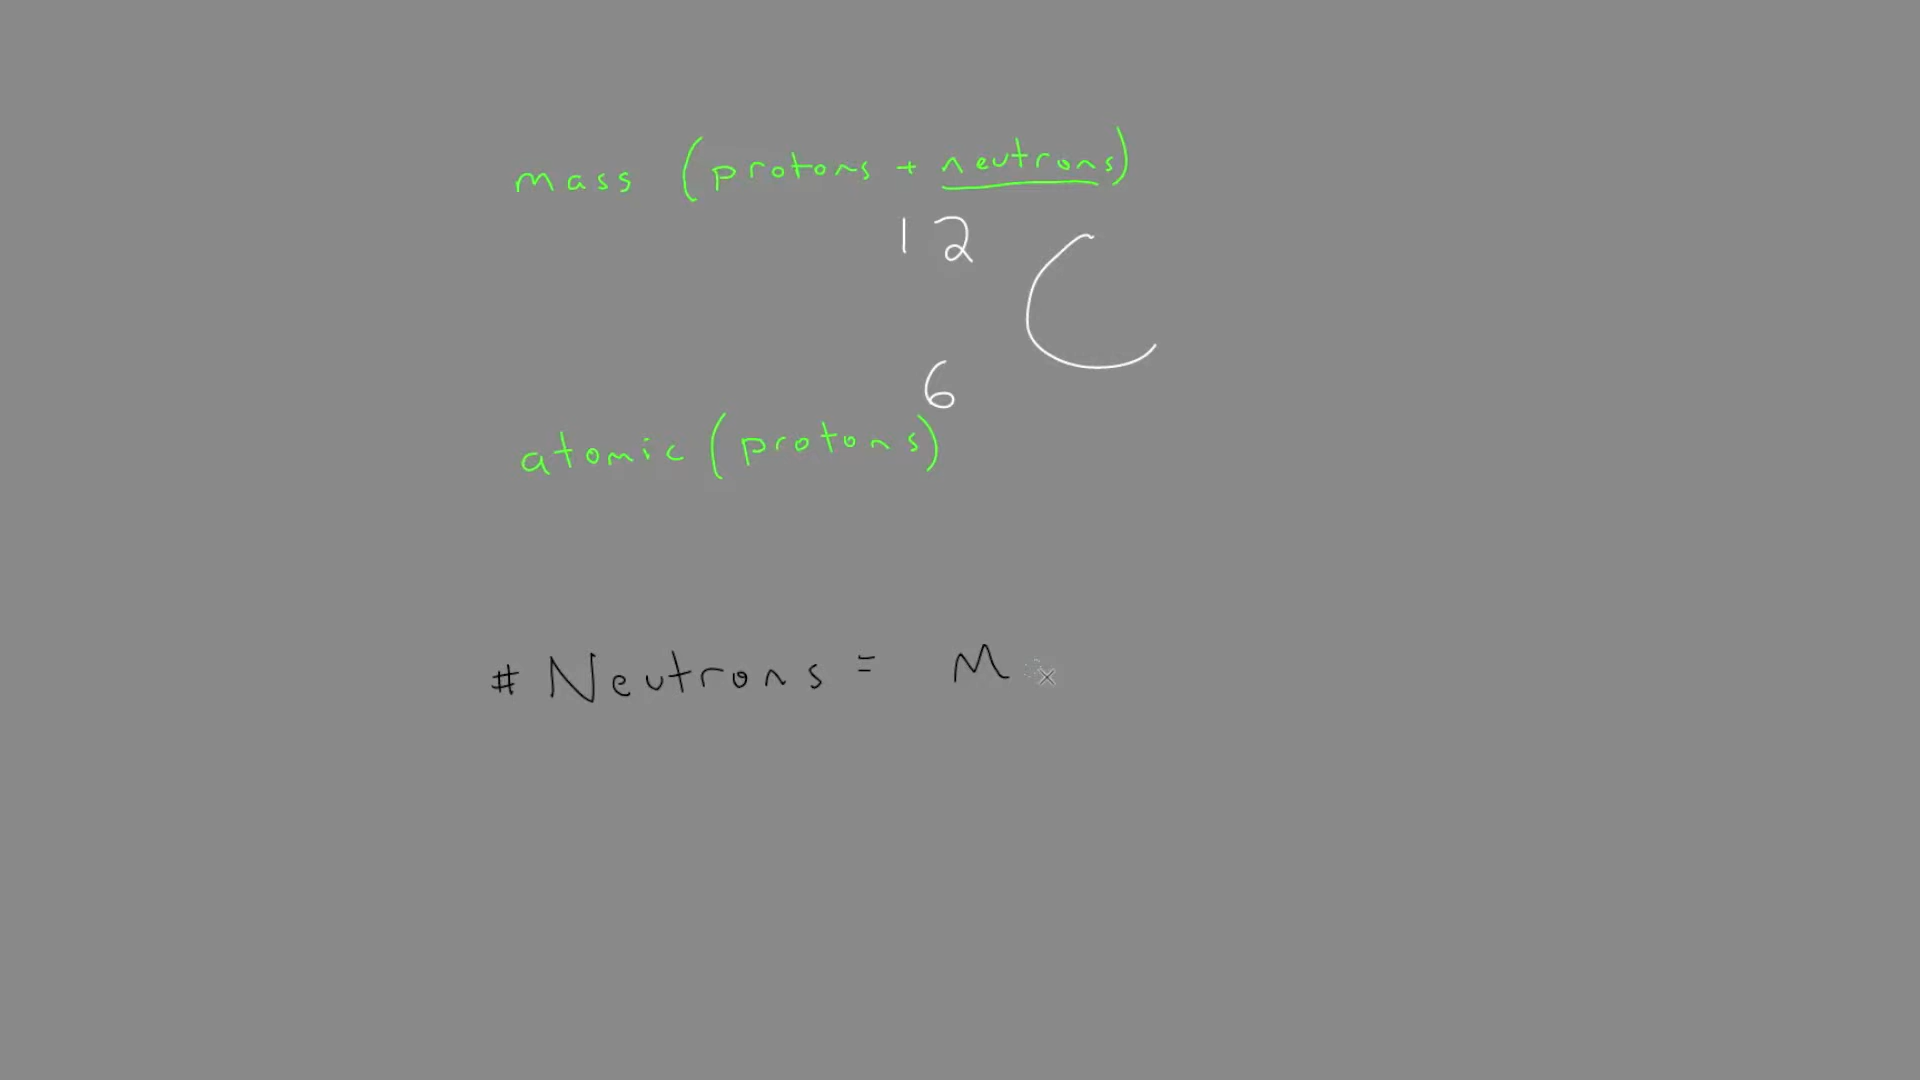 mass (protons + neutrons)
12
C
6
atomic (protons)
# Neutrons = M